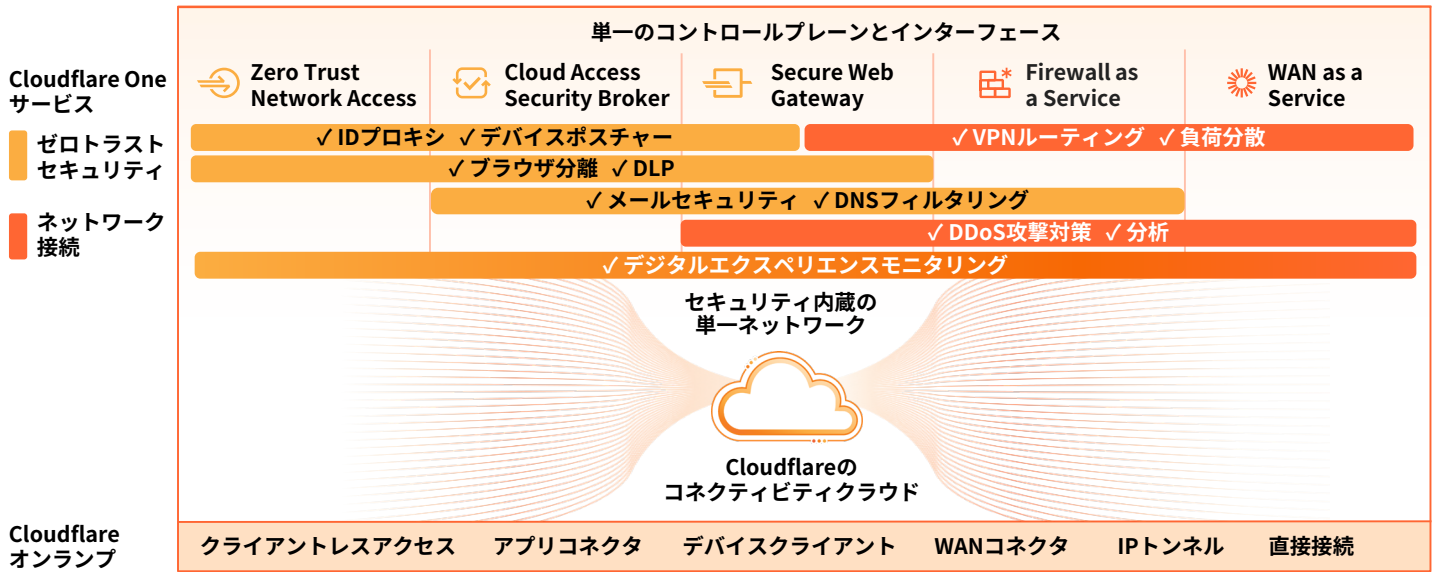 単一のコントロールプレーンとインターフェース
Cloudflare One
サービス
Zero Trust
Network Access
Cloud Access
Security Broker
Secure Web
Gateway
Firewall as
a Service
WAN as a
Service
ゼロトラスト
セキュリティ
ネットワーク
接続
✓ IDプロキシ ✓ デバイスポスチャー
✓ VPNルーティング ✓ 負荷分散
✓ ブラウザ分離 ✓ DLP
✓ メールセキュリティ ✓ DNSフィルタリング
✓ DDoS攻撃対策 ✓ 分析
✓ デジタルエクスペリエンスモニタリング
セキュリティ内蔵の
単一ネットワーク
Cloudflareの
コネクティビティクラウド
Cloudflare
オンランプ
クライアントレスアクセス
アプリコネクタ
デバイスクライアント
WANコネクタ
IPトンネル
直接接続